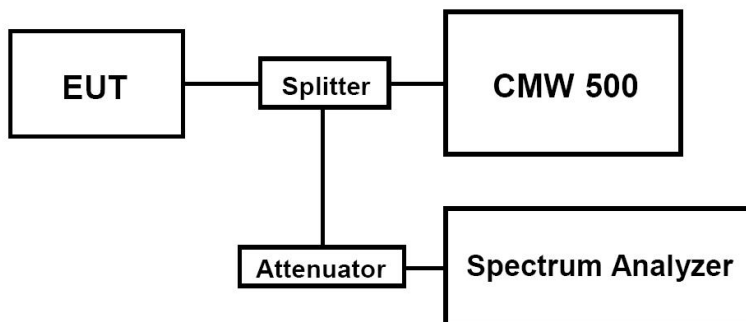 EUT
Splitter
CMW 500
Attenuator
Spectrum Analyzer